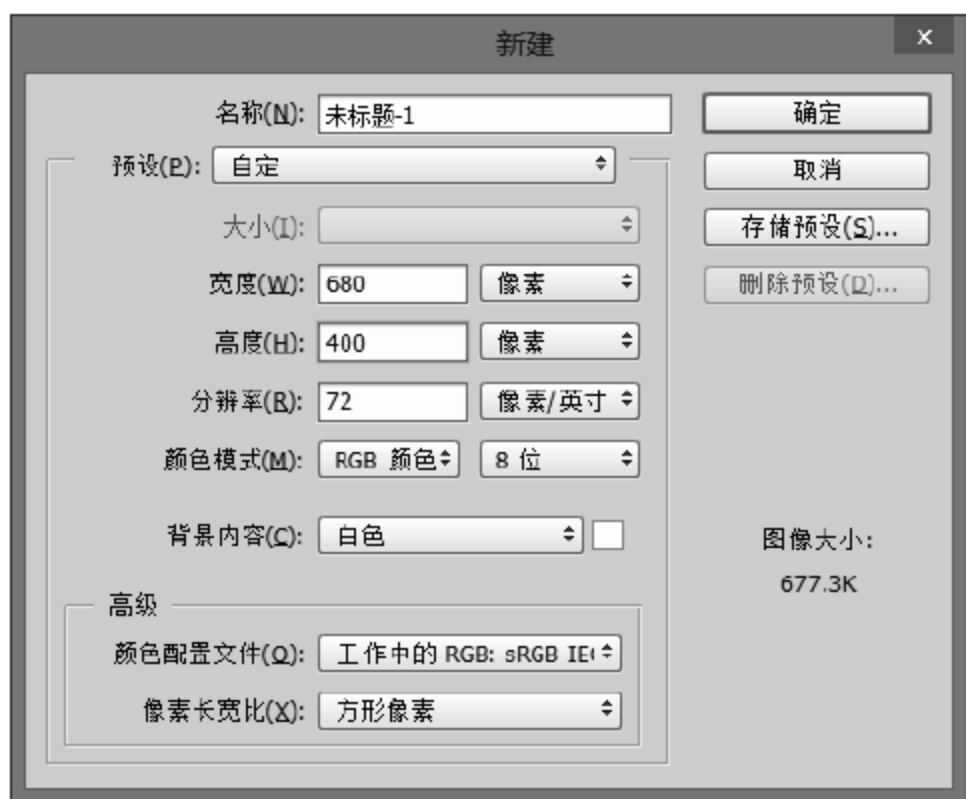 新建
x
名称(N): 未标题-1
确定
预设(P): 自定
取消
大小(I):
存储预设(S)...
宽度(W): 680 像素
删除预设(D)...
高度(H): 400 像素
分辨率(R): 72 像素/英寸
颜色模式(M): RGB 颜色 8 位
背景内容(C): 白色
图像大小:
677.3K
高级
颜色配置文件(O): 工作中的 RGB: sRGB IE
像素长宽比(X): 方形像素